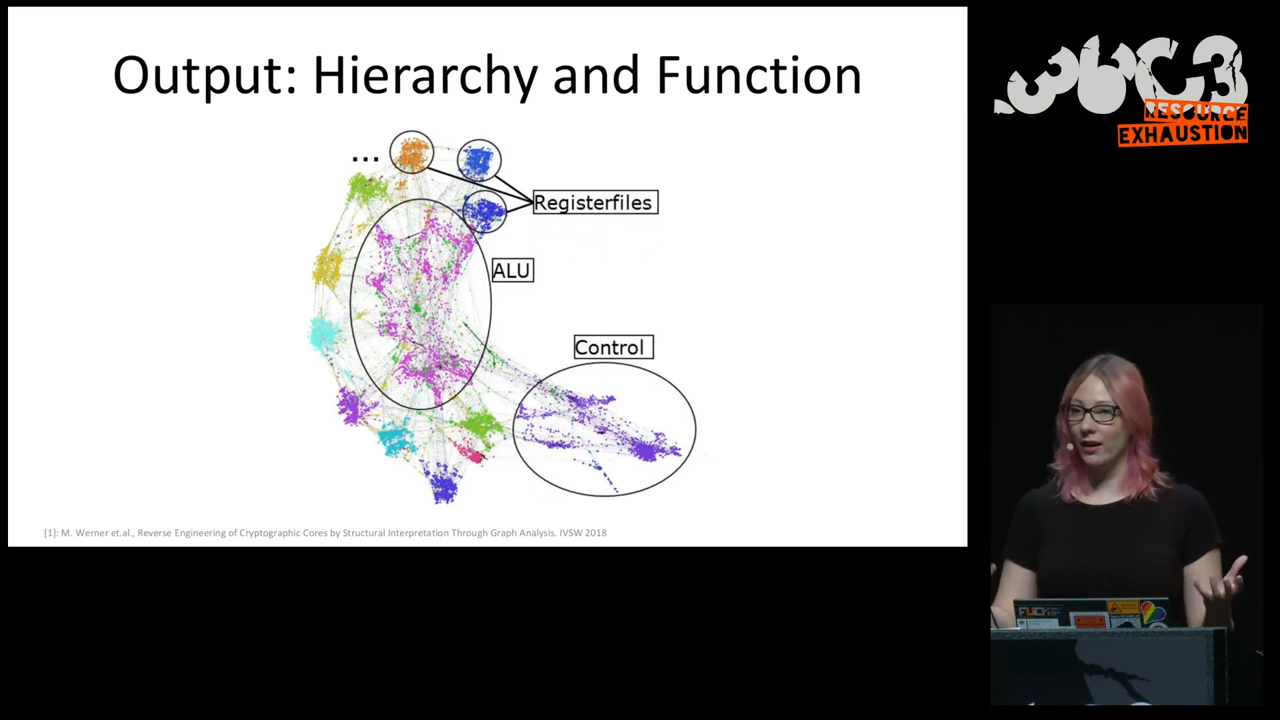 Output: Hierarchy and Function
...
Registerfiles
ALU
Control
[1]: M. Werner et.al., Reverse Engineering of Cryptographic Cores by Structural Interpretation Through Graph Analysis. IVSW 2018
36C3
RESOURCE
EXHAUSTION